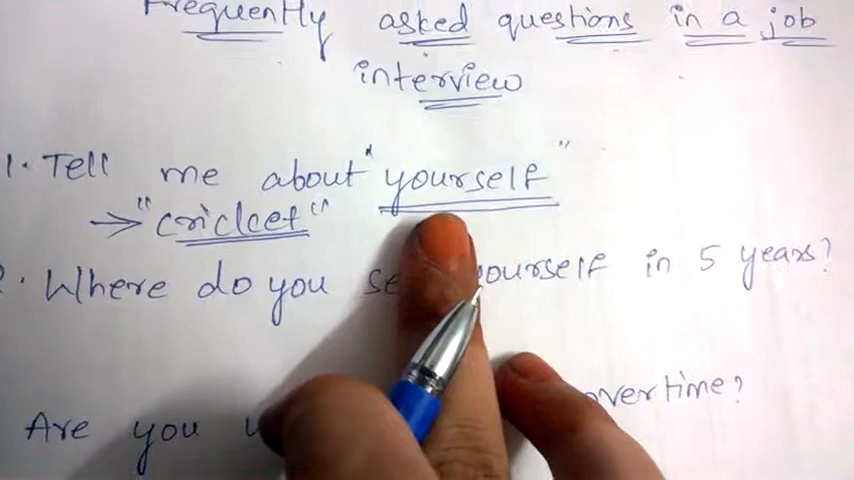 Frequently asked questions in a job
interview
1. Tell me about "yourself"
→ "cricket"
2. Where do you see yourself in 5 years?
Are you overtime?